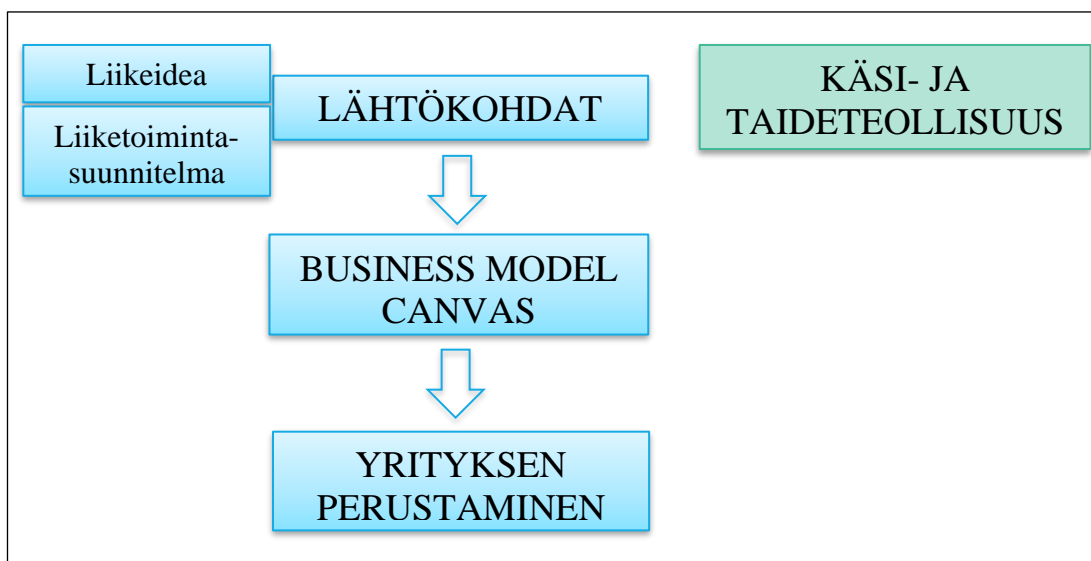 Liikeidea
Liiketoiminta-
suunnitelma
LÄHTÖKOHDAT
KÄSI- JA
TAIDETEOLLISUUS
BUSINESS MODEL
CANVAS
YRITYKSEN
PERUSTAMINEN